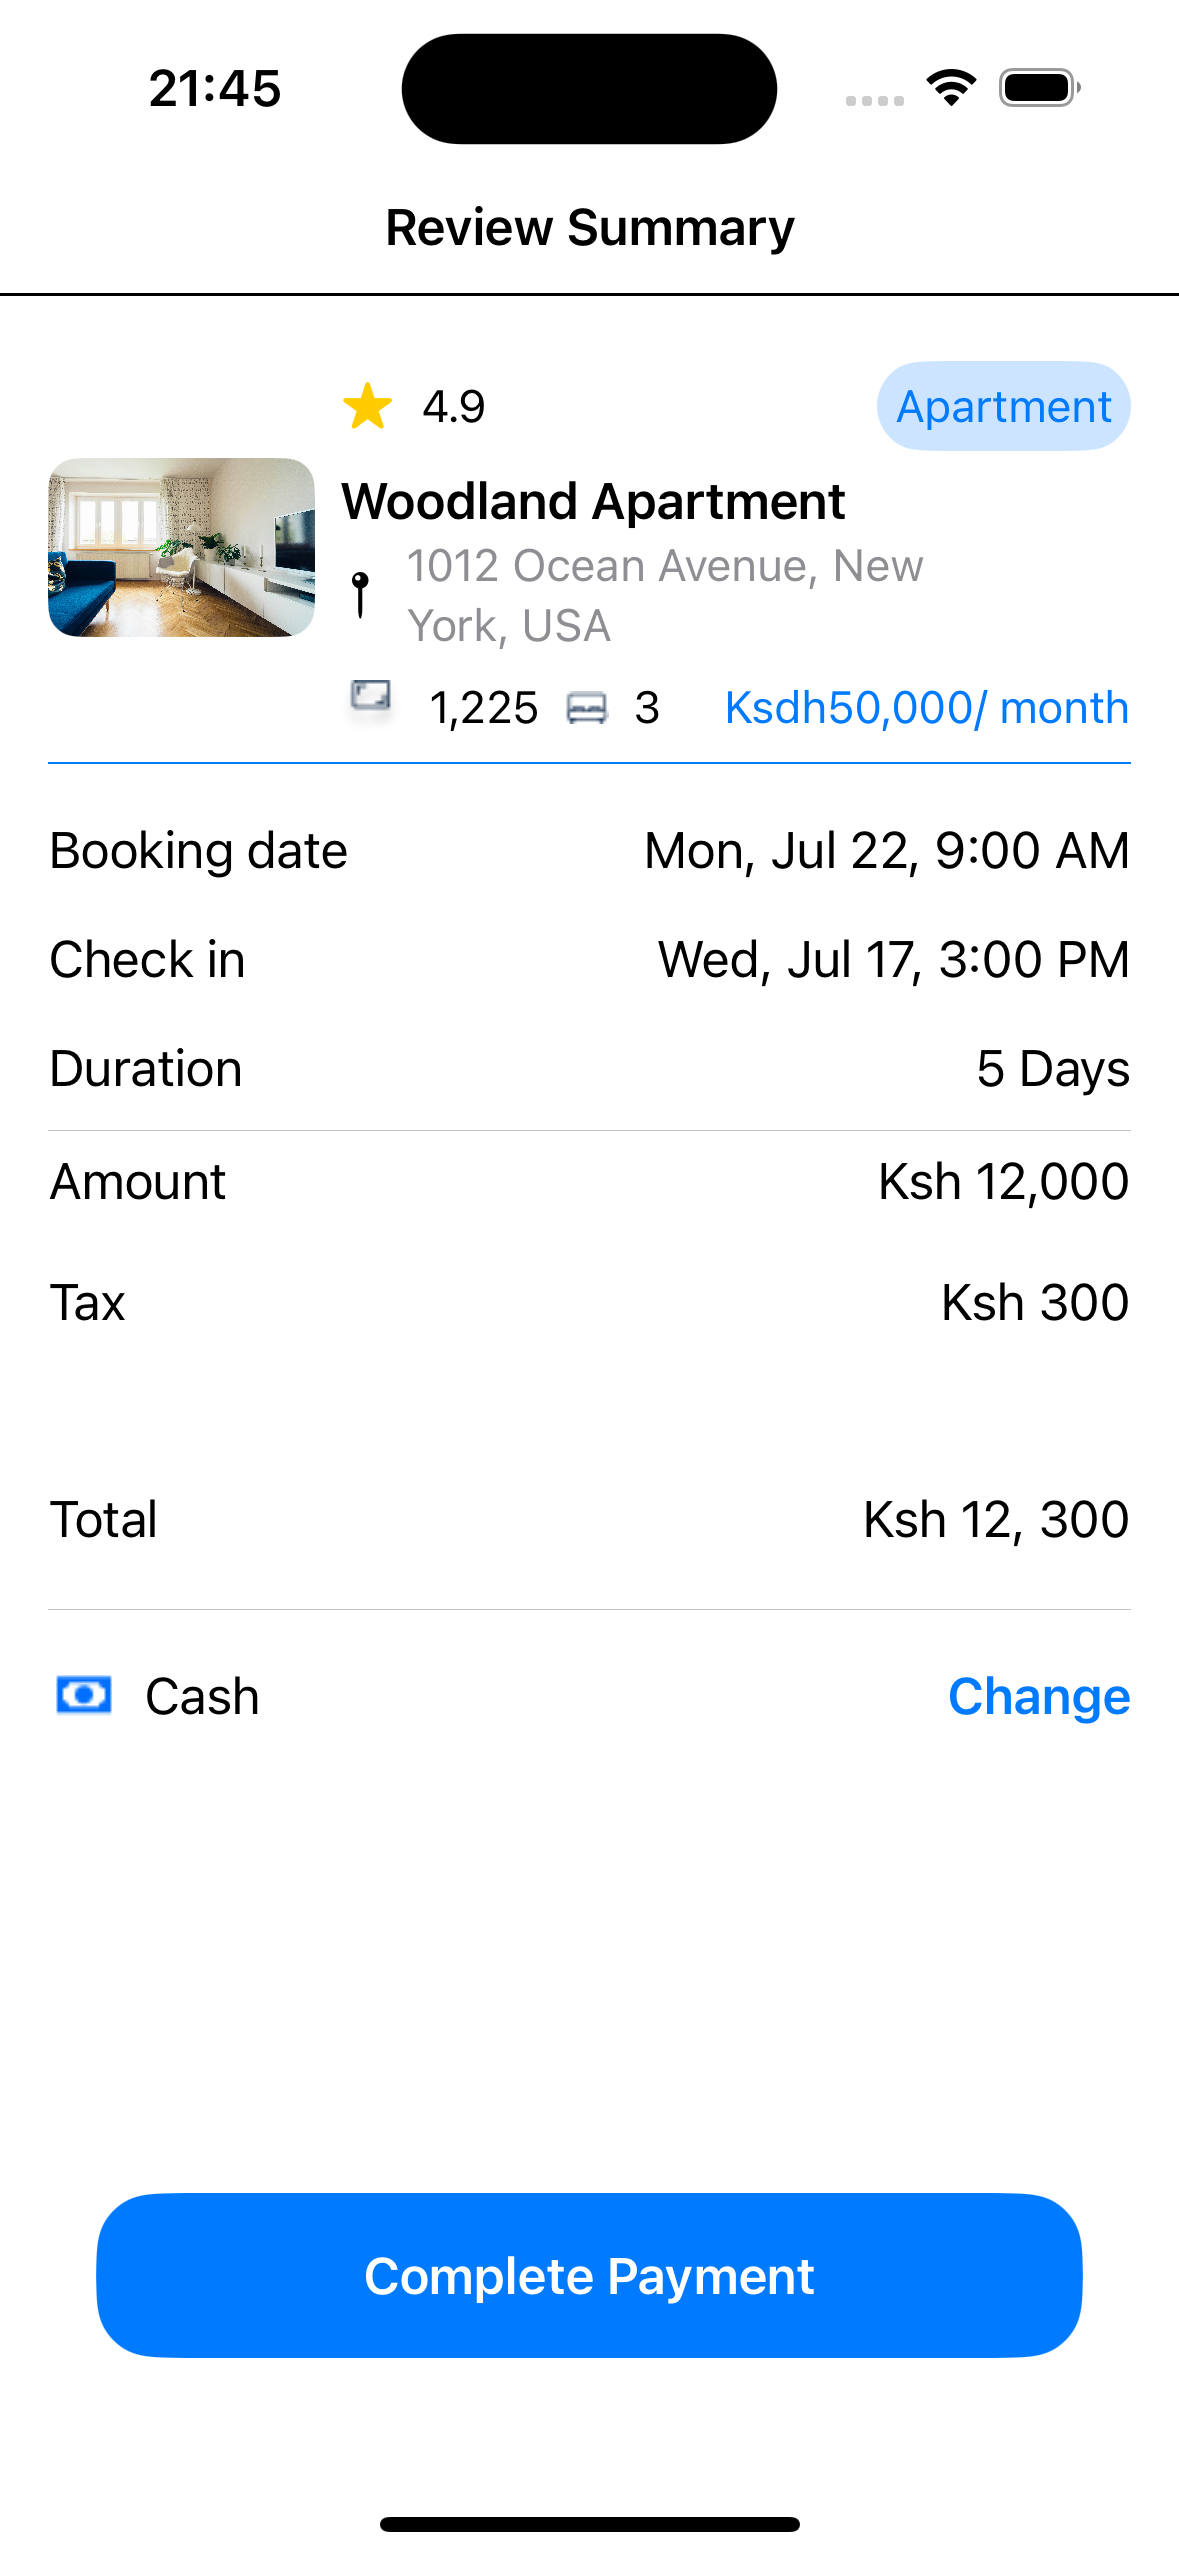 21:45
Review Summary
4.9
Apartment
Woodland Apartment
1012 Ocean Avenue, New
York, USA
1,225 3 Ksdh50,000/ month
Booking date Mon, Jul 22, 9:00 AM
Check in Wed, Jul 17, 3:00 PM
Duration 5 Days
Amount Ksh 12,000
Tax Ksh 300
Total Ksh 12, 300
Cash Change
Complete Payment